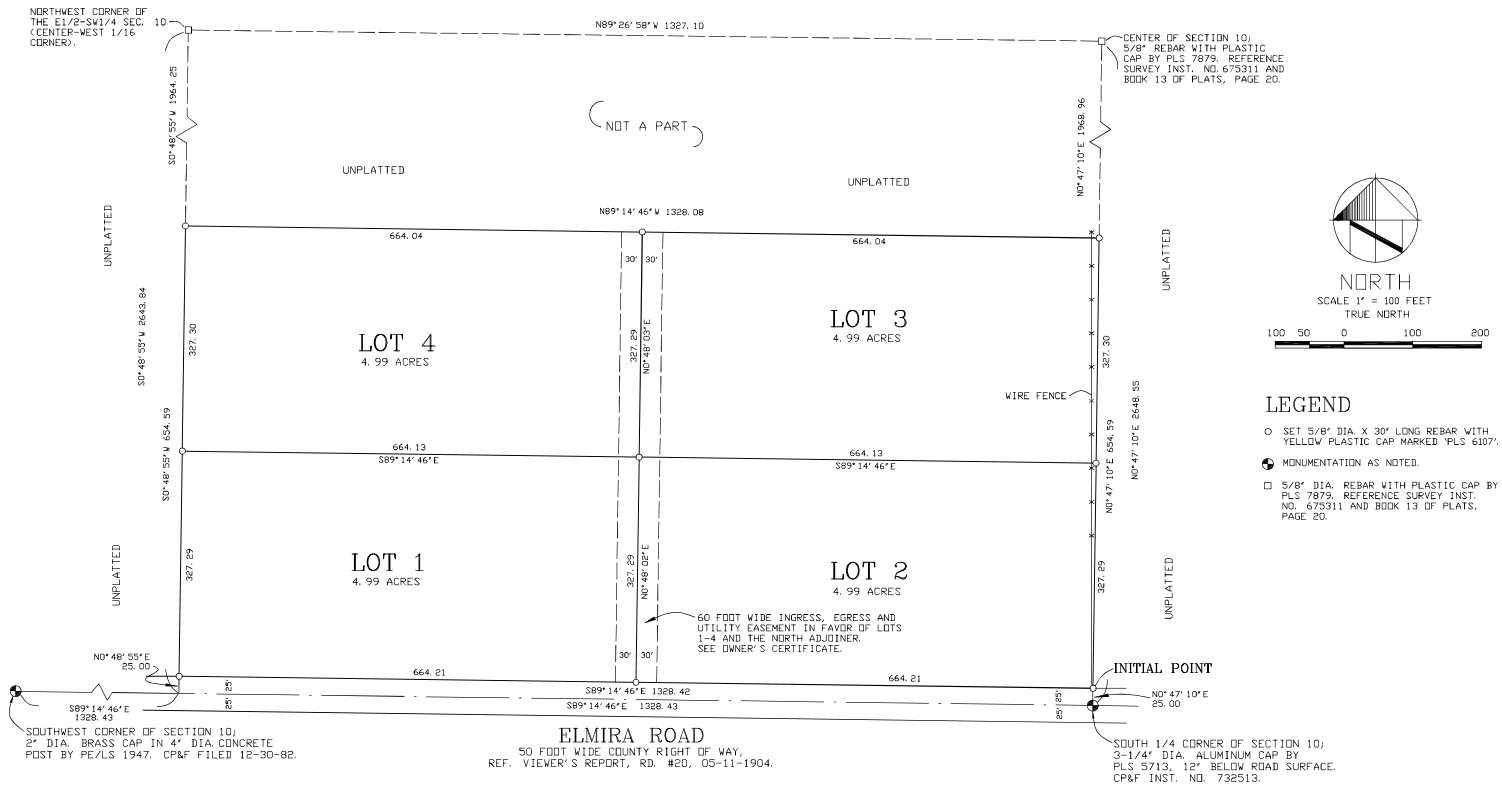 NORTHWEST CORNER OF
THE E1/2-SW1/4 SEC. 10
(CENTER-WEST 1/16
CORNER).
N89°26'58"W 1327.10
CENTER OF SECTION 10;
5/8" REBAR WITH PLASTIC
CAP BY PLS 7879. REFERENCE
SURVEY INST. NO. 675311 AND
BOOK 13 OF PLATS, PAGE 20.
S0°48'55"W 1964.25
N0°47'10"E 1968.96
NOT A PART
UNPLATTED
UNPLATTED
N89°14'46"W 1328.08
664.04
664.04
UNPLATTED
UNPLATTED
30'
30'
NORTH
SCALE 1" = 100 FEET
TRUE NORTH
100 50 0 100 200
S0°48'55"W 2643.84
327.30
LOT 4
4.99 ACRES
327.29
N0°48'03"E
LOT 3
4.99 ACRES
327.30
WIRE FENCE
N0°47'10"E 2648.55
S0°48'55"W 654.59
N0°47'10"E 654.59
664.13
S89°14'46"E
664.13
S89°14'46"E
LEGEND
SET 5/8" DIA. X 30" LONG REBAR WITH
YELLOW PLASTIC CAP MARKED 'PLS 6107'.
MONUMENTATION AS NOTED.
5/8" DIA. REBAR WITH PLASTIC CAP BY
PLS 7879. REFERENCE SURVEY INST.
NO. 675311 AND BOOK 13 OF PLATS,
PAGE 20.
UNPLATTED
327.29
LOT 1
4.99 ACRES
327.29
N0°48'02"E
LOT 2
4.99 ACRES
327.29
UNPLATTED
60 FOOT WIDE INGRESS, EGRESS AND
UTILITY EASEMENT IN FAVOR OF LOTS
1-4 AND THE NORTH ADJOINER.
SEE OWNER'S CERTIFICATE.
30'
30'
N0°48'55"E
25.00
664.21
664.21
INITIAL POINT
S89°14'46"E 1328.42
S89°14'46"E 1328.43
25' 25'
25' 25'
N0°47'10"E
25.00
S89°14'46"E
1328.43
SOUTHWEST CORNER OF SECTION 10;
2" DIA. BRASS CAP IN 4" DIA. CONCRETE
POST BY PE/LS 1947. CP&F FILED 12-30-82.
ELMIRA ROAD
50 FOOT WIDE COUNTY RIGHT OF WAY,
REF. VIEWER'S REPORT, RD. #20, 05-11-1904.
SOUTH 1/4 CORNER OF SECTION 10;
3-1/4" DIA. ALUMINUM CAP BY
PLS 5713, 12" BELOW ROAD SURFACE.
CP&F INST. NO. 732513.